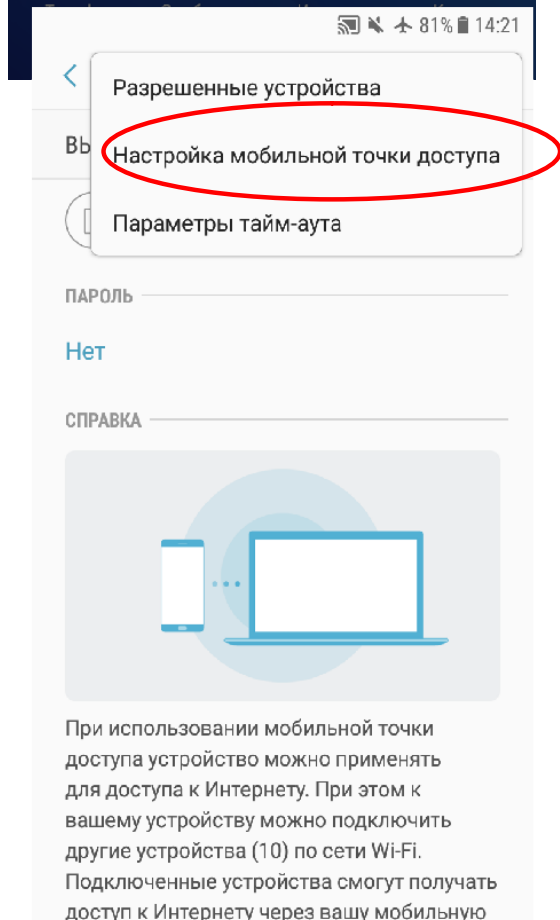 81% 14:21
Разрешенные устройства
Вы
Настройка мобильной точки доступа
Параметры тайм-аута
ПАРОЛЬ
Нет
СПРАВКА
При использовании мобильной точки
доступа устройство можно применять
для доступа к Интернету. При этом к
вашему устройству можно подключить
другие устройства (10) по сети Wi-Fi.
Подключенные устройства смогут получать
доступ к Интернету через вашу мобильную